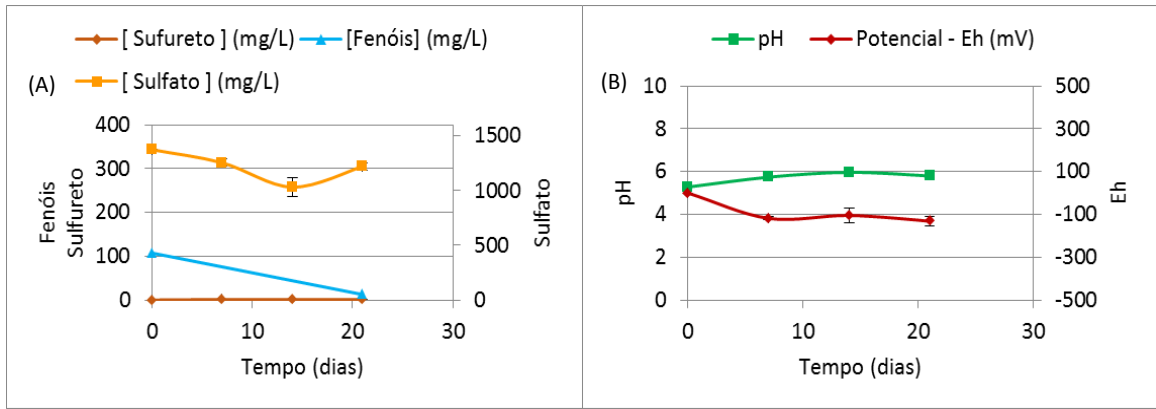 [ Sufureto ] (mg/L) [Fenóis] (mg/L)
[ Sulfato ] (mg/L)
(A)
400
300
200
100
0
Fenóis
Sulfureto
1500
1000
500
0
Sulfato
0 10 20 30
Tempo (dias)
pH Potencial - Eh (mV)
(B)
10
8
6
4
2
0
pH
500
300
100
-100
-300
-500
Eh
0 10 20 30
Tempo (dias)